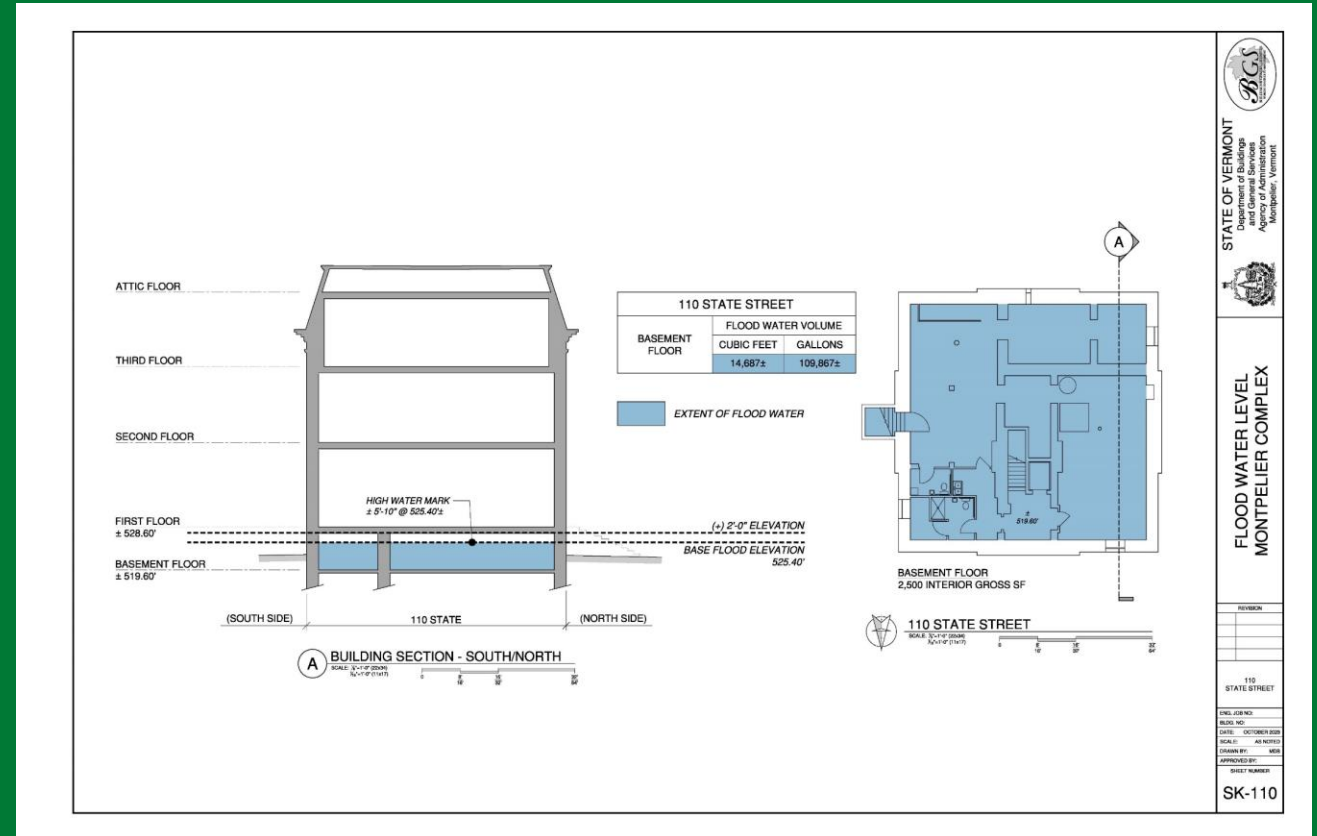 ATTIC FLOOR
THIRD FLOOR
SECOND FLOOR
FIRST FLOOR
± 528.60'
BASEMENT FLOOR
± 519.60'
HIGH WATER MARK
± 5'-10" @ 525.40'±
(+) 2'-0" ELEVATION
BASE FLOOD ELEVATION
525.40'
(SOUTH SIDE)
110 STATE
(NORTH SIDE)
A
BUILDING SECTION - SOUTH/NORTH
110 STATE STREET
BASEMENT
FLOOR
FLOOD WATER VOLUME
CUBIC FEET
GALLONS
14,687±
109,867±
EXTENT OF FLOOD WATER
A
±
519.60'
BASEMENT FLOOR
2,500 INTERIOR GROSS SF
110 STATE STREET
BGS
STATE OF VERMONT
Department of Buildings
and General Services
Agency of Administration
Montpelier, Vermont
FLOOD WATER LEVEL
MONTPELIER COMPLEX
REVISION
110
STATE STREET
ENG. JOB NO:
BLDG. NO:
DATE: OCTOBER
SCALE: AS NOTED
DRAWN BY:
APPROVED BY:
SHEET NUMBER
SK-110